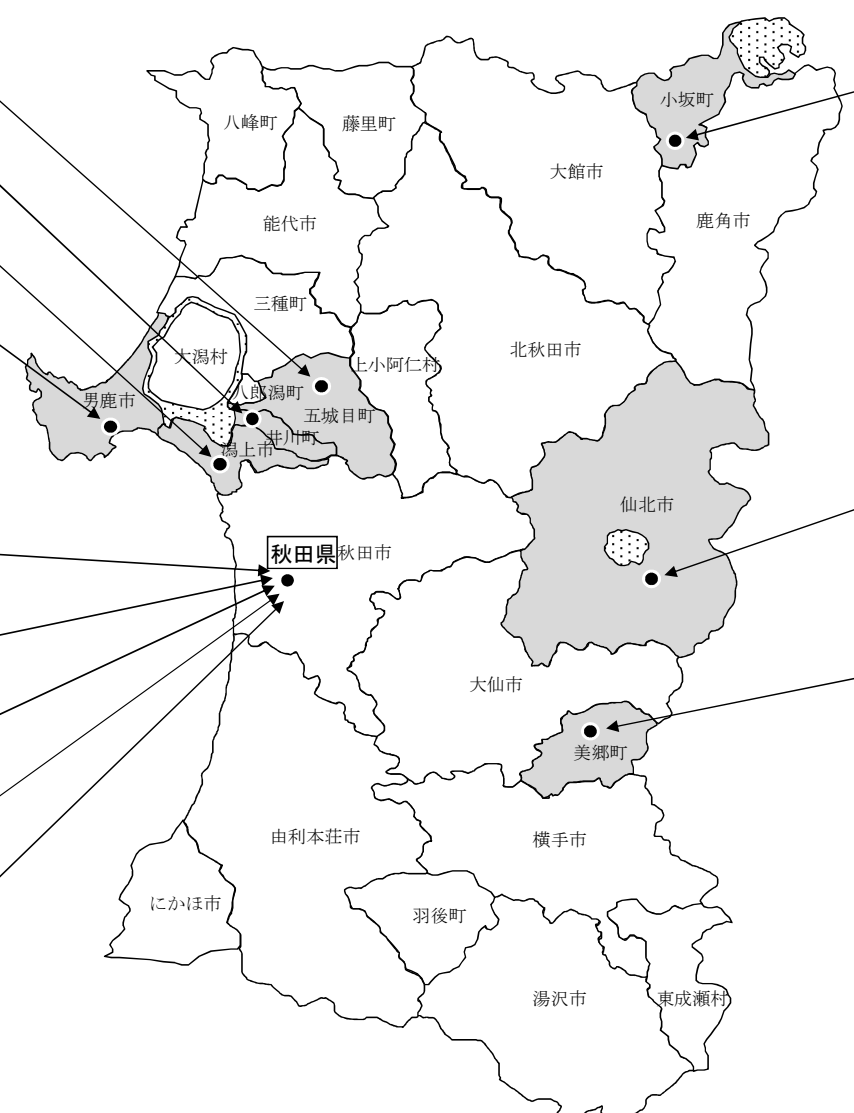 小坂町
八峰町
藤里町
大館市
鹿角市
能代市
三種町
大潟村
北秋田市
上小阿仁村
八郎潟町
男鹿市
五城目町
井川町
潟上市
仙北市
秋田県
秋田市
大仙市
美郷町
由利本荘市
横手市
にかほ市
羽後町
湯沢市
東成瀬村